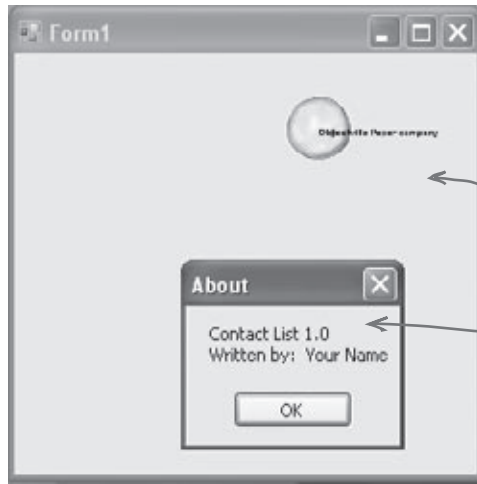 Form1
Objectville Paper company
About
Contact List 1.0
Written by: Your Name
OK